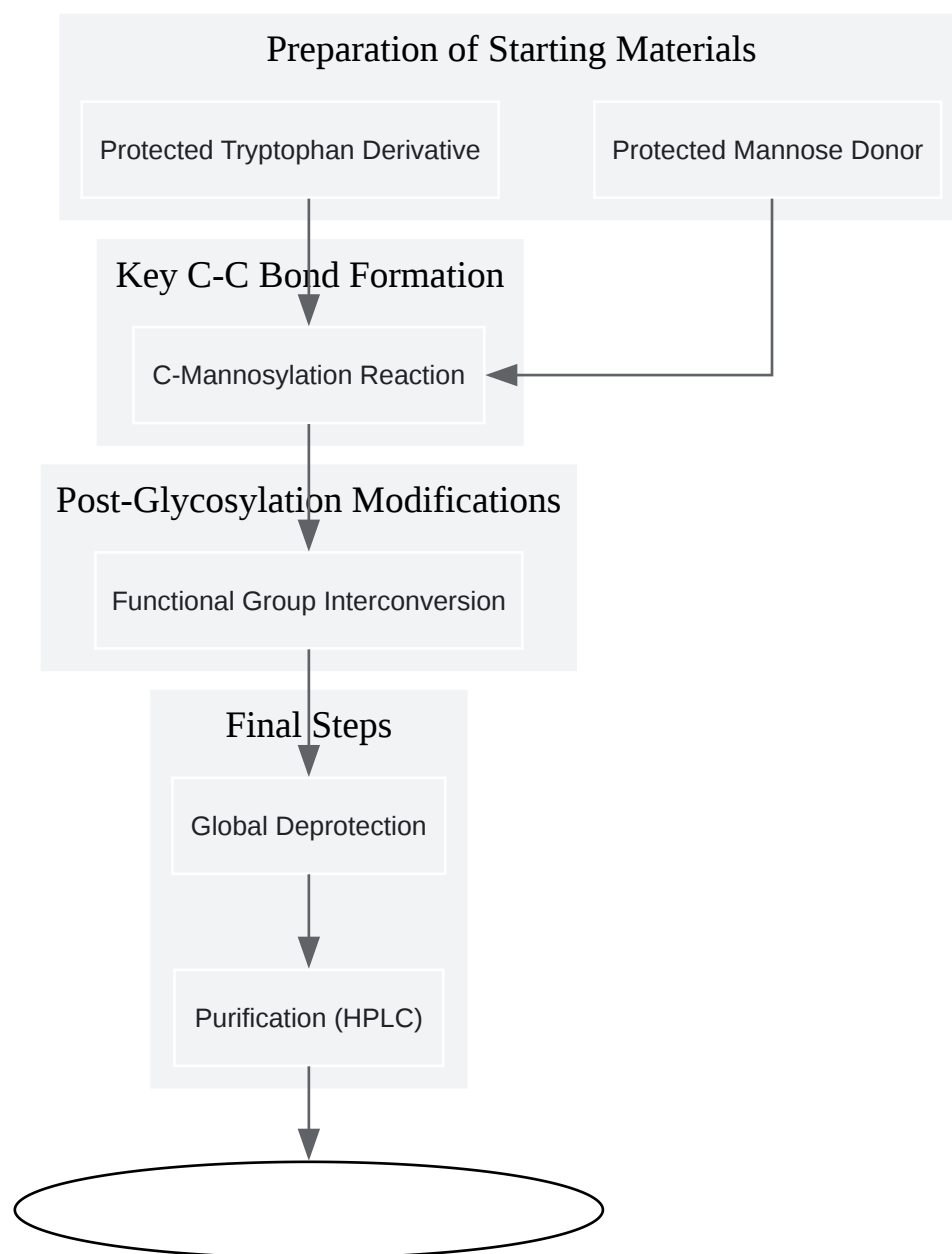 Preparation of Starting Materials
Protected Tryptophan Derivative
Protected Mannose Donor
Key C-C Bond Formation
C-Mannosylation Reaction
Post-Glycosylation Modifications
Functional Group Interconversion
Final Steps
Global Deprotection
Purification (HPLC)